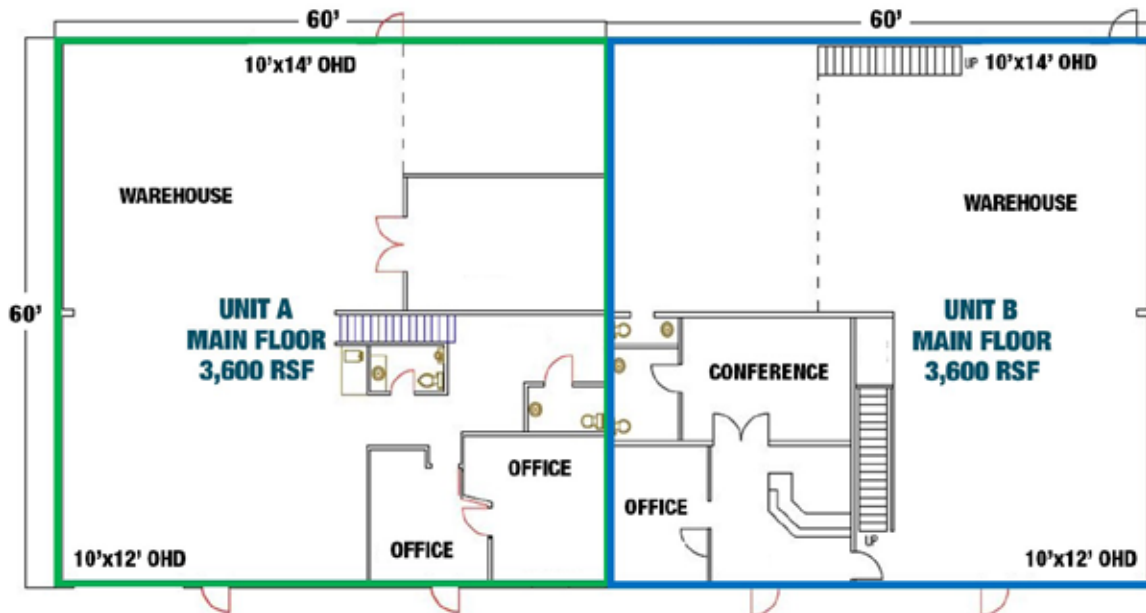 60’
60’
10’x14’ OHD
UP 10’x14’ OHD
WAREHOUSE
WAREHOUSE
60’
UNIT A
MAIN FLOOR
3,600 RSF
UNIT B
MAIN FLOOR
3,600 RSF
CONFERENCE
OFFICE
OFFICE
OFFICE
UP
10’x12’ OHD
10’x12’ OHD